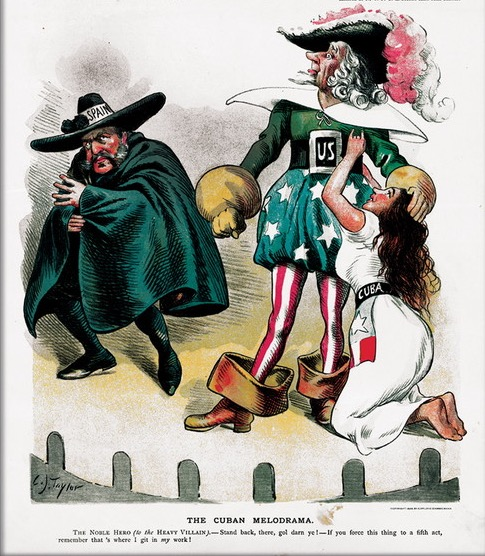 SPAIN
US
CUBA
C.J. Taylor
THE CUBAN MELODRAMA.
THE NOBLE HERO (to the HEAVY VILLAIN).—Stand back, there, gol darn ye!—If you force this thing to a fifth act,
remember that 's where I git in my work!